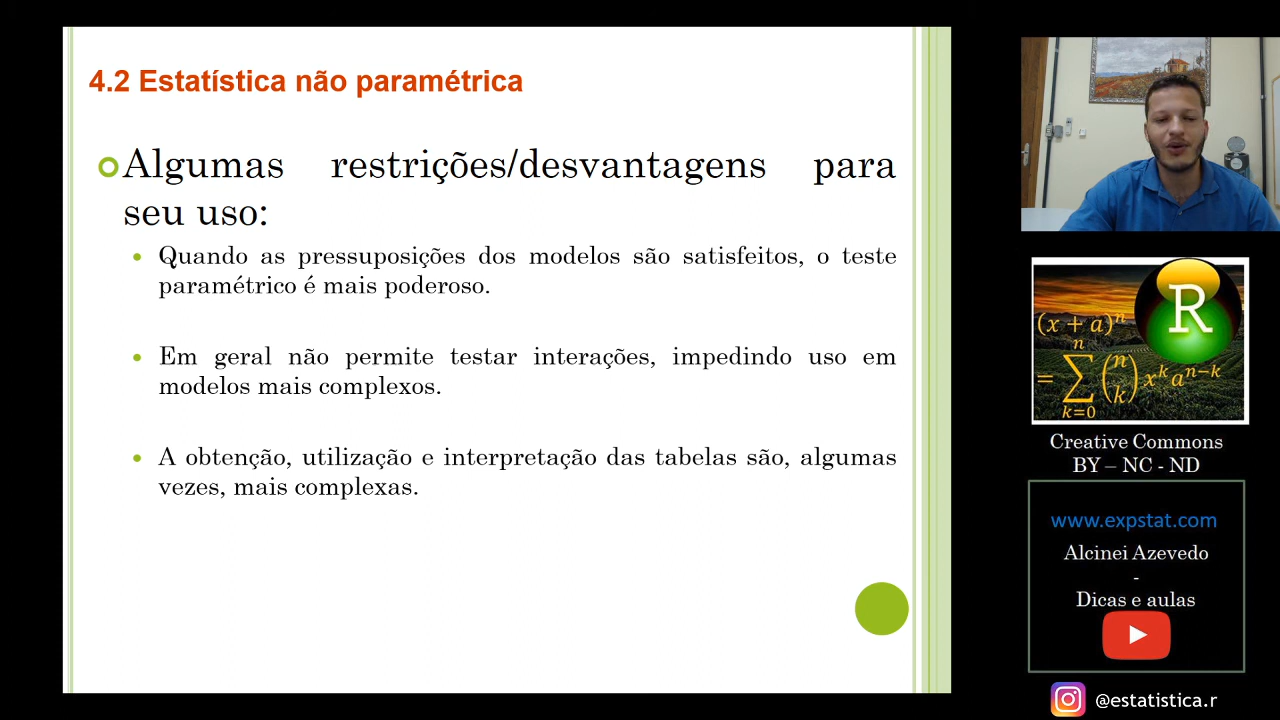 4.2 Estatística não paramétrica
Algumas restrições/desvantagens para
seu uso:
Quando as pressuposições dos modelos são satisfeitos, o teste
paramétrico é mais poderoso.
Em geral não permite testar interações, impedindo uso em
modelos mais complexos.
A obtenção, utilização e interpretação das tabelas são, algumas
vezes, mais complexas.
R
(x + a)^n
= ∑_{k=0}^{n} (n k) x^k a^{n-k}
Creative Commons
BY – NC - ND
www.expstat.com
Alcinei Azevedo
-
Dicas e aulas
@estatistica.r